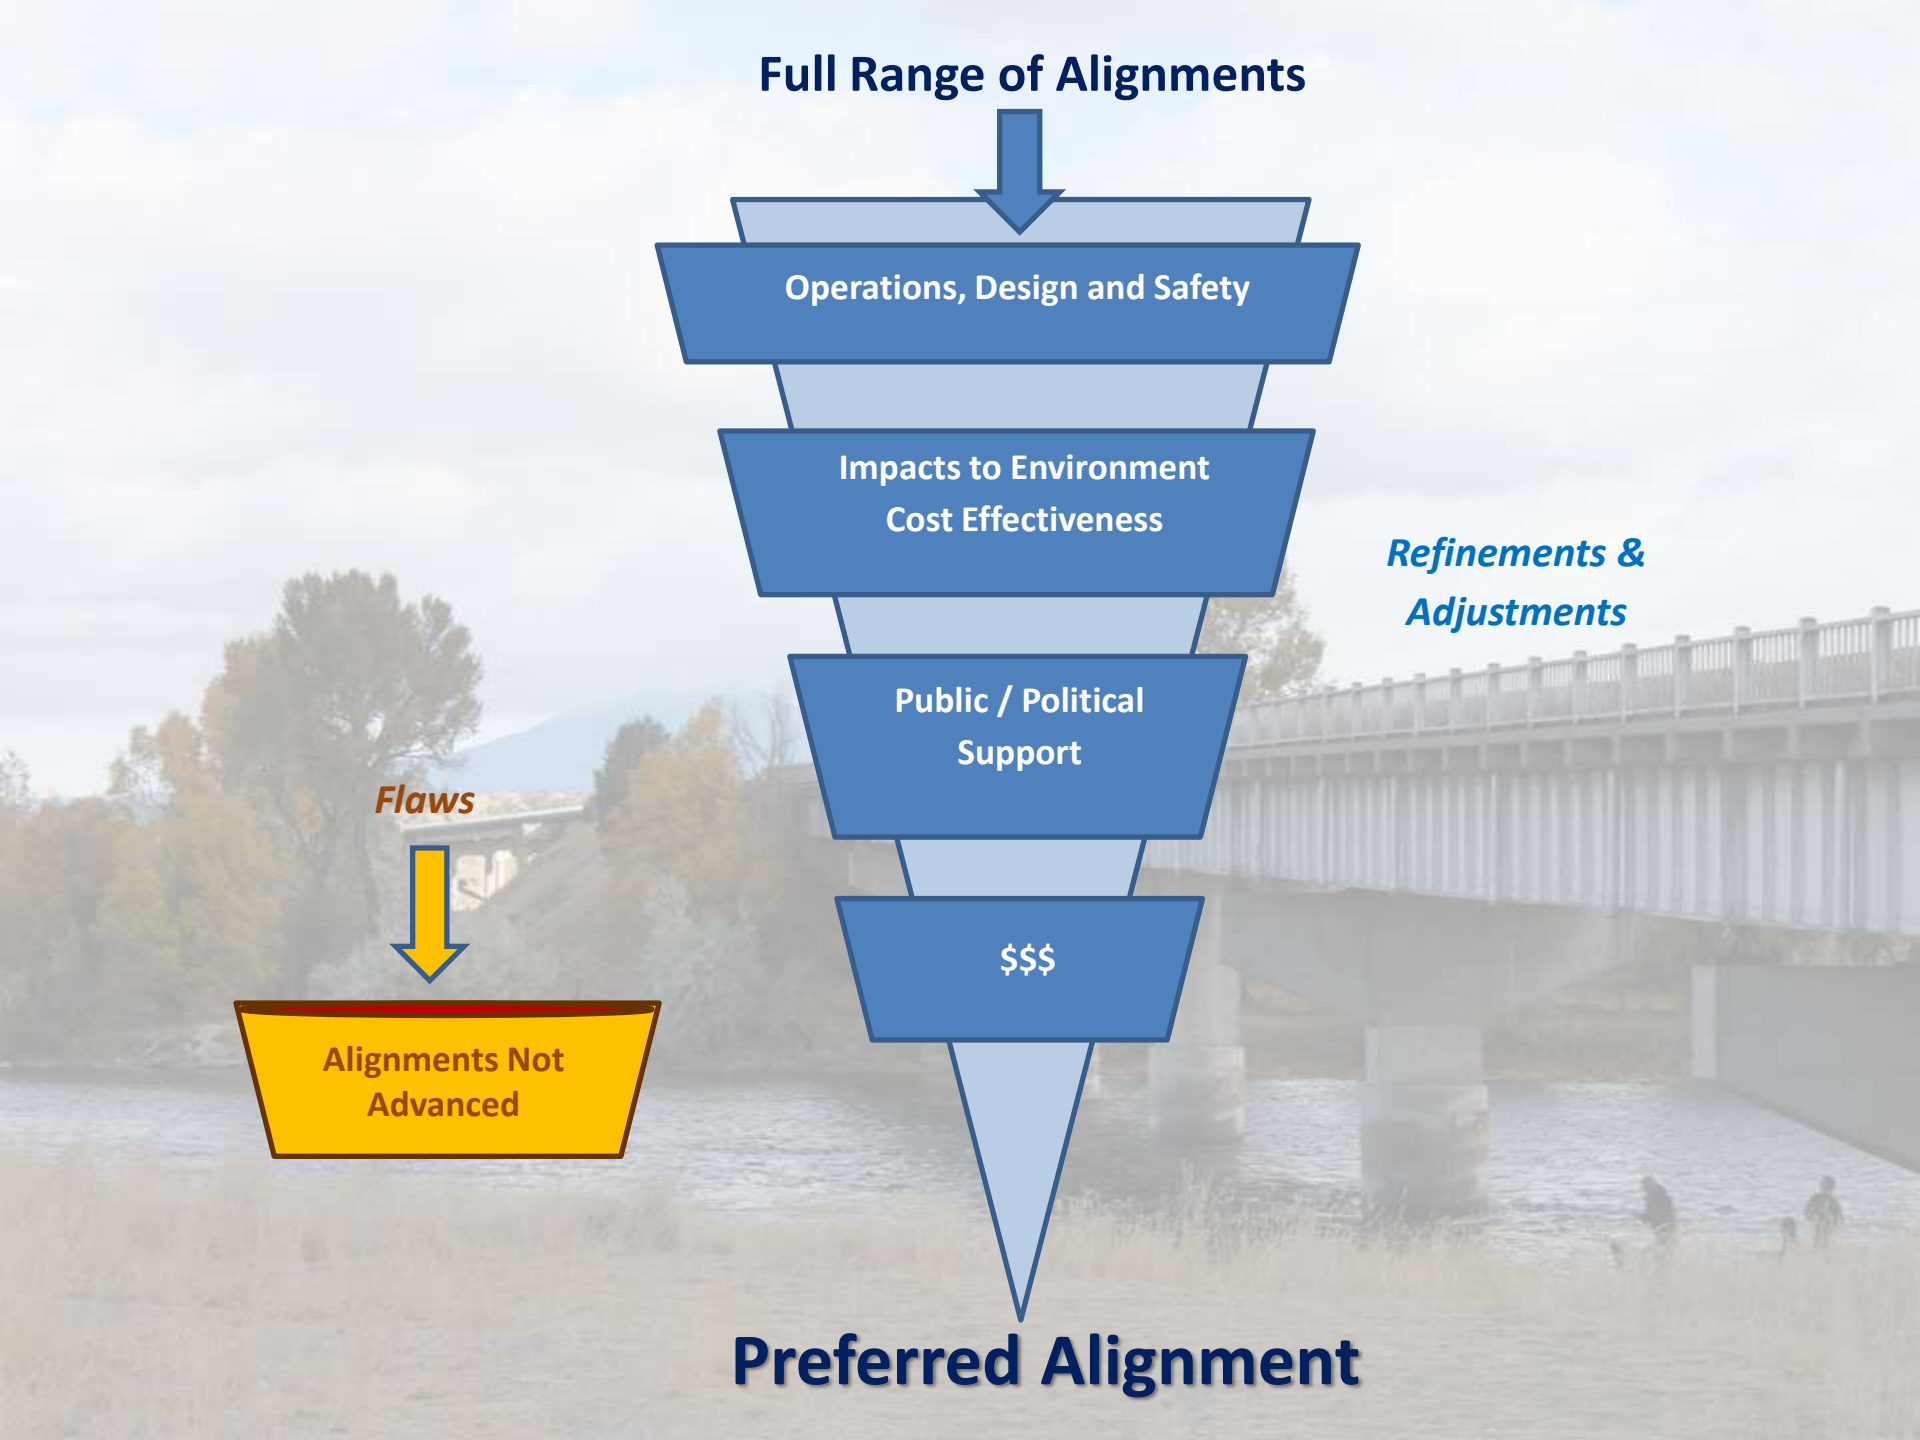 Full Range of Alignments
Operations, Design and Safety
Impacts to Environment
Cost Effectiveness
Refinements &
Adjustments
Public / Political
Support
Flaws
$$$
Alignments Not
Advanced
Preferred Alignment